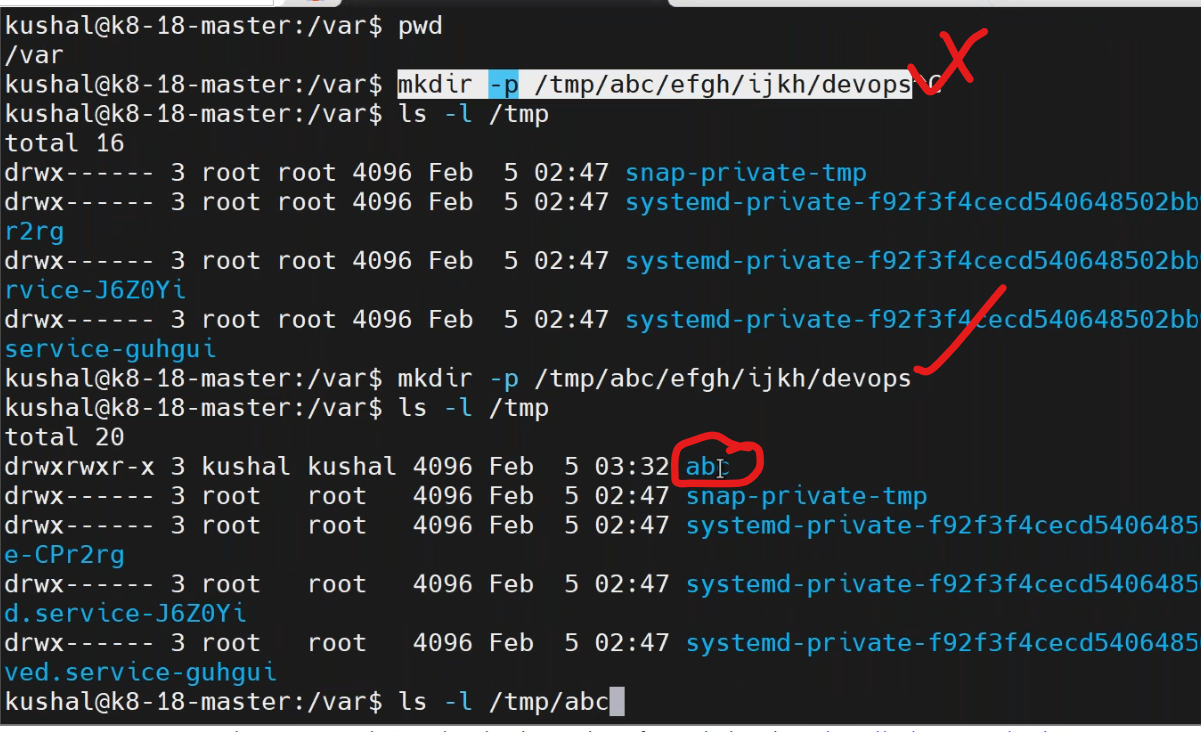 kushal@k8-18-master:/var$ pwd
/var
kushal@k8-18-master:/var$ mkdir -p /tmp/abc/efgh/ijkh/devops^C
kushal@k8-18-master:/var$ ls -l /tmp
total 16
drwx------ 3 root root 4096 Feb  5 02:47 snap-private-tmp
drwx------ 3 root root 4096 Feb  5 02:47 systemd-private-f92f3f4cecd540648502bb
r2rg
drwx------ 3 root root 4096 Feb  5 02:47 systemd-private-f92f3f4cecd540648502bb
rvice-J6Z0Yi
drwx------ 3 root root 4096 Feb  5 02:47 systemd-private-f92f3f4cecd540648502bb
service-guhgui
kushal@k8-18-master:/var$ mkdir -p /tmp/abc/efgh/ijkh/devops
kushal@k8-18-master:/var$ ls -l /tmp
total 20
drwxrwxr-x 3 kushal kushal 4096 Feb  5 03:32 abc
drwx------ 3 root   root   4096 Feb  5 02:47 snap-private-tmp
drwx------ 3 root   root   4096 Feb  5 02:47 systemd-private-f92f3f4cecd5406485
e-CPr2rg
drwx------ 3 root   root   4096 Feb  5 02:47 systemd-private-f92f3f4cecd5406485
d.service-J6Z0Yi
drwx------ 3 root   root   4096 Feb  5 02:47 systemd-private-f92f3f4cecd5406485
ved.service-guhgui
kushal@k8-18-master:/var$ ls -l /tmp/abc